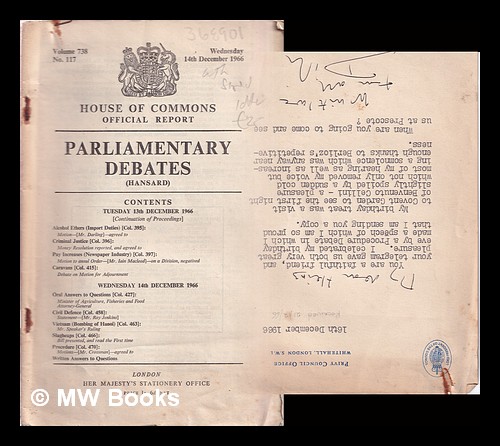 368901
with
Signed
letter
£25
Volume 738
No. 117
Wednesday
14th December 1966
HOUSE OF COMMONS
OFFICIAL REPORT
PARLIAMENTARY
DEBATES
(HANSARD)
CONTENTS
TUESDAY 13th DECEMBER 1966
[Continuation of Proceedings]
Alcohol Edible (Import Duties) [Col. 395]:
Motion—[Mr. Darling]—agreed to
Criminal Justice [Col. 396]:
Money Resolution reported, and agreed to
Pay Increases (Newspaper Industry) [Col. 397]:
Motion to annul Order—[Mr. Iain Macleod]—on a Division, negatived
Caravans [Col. 415]:
Debate on Motion for Adjournment
WEDNESDAY 14th DECEMBER 1966
Oral Answers to Questions [Col. 427]:
Minister of Agriculture, Fisheries and Food
Attorney-General
Civil Defence [Col. 458]:
Statement—[Mr. Roy Jenkins]
Vietnam (Bombing of Hanoi) [Col. 463]:
Mr. Speaker's Ruling
[Col. 466]:
Bill presented, and read the First time
Procedure [Col. 470]:
Motions—[Mr. Crossman]—agreed to
Written Answers to Questions
LONDON
HER MAJESTY'S STATIONERY OFFICE
PRIVY COUNCIL OFFICE
WHITEHALL, LONDON S.W.1
16th December 1966
My dear
You are a faithful friend, and
your telegram gave us both very great
pleasure. I celebrated my birthday
eve by a Procedure Debate in which I
made a speech of which I am so proud
that I am sending you a copy.
My birthday treat was a visit
to Covent Garden to see the first night
of Benvenuto Cellini - a pleasure
slightly spoiled by a sudden cold
which not only removed my voice but
most of my hearing as well as increas-
ing a somnolence which was anyway near
enough thanks to Berlioz's repetitive-
ness.
When are you going to come and see
us at Prescote?
© MW Books